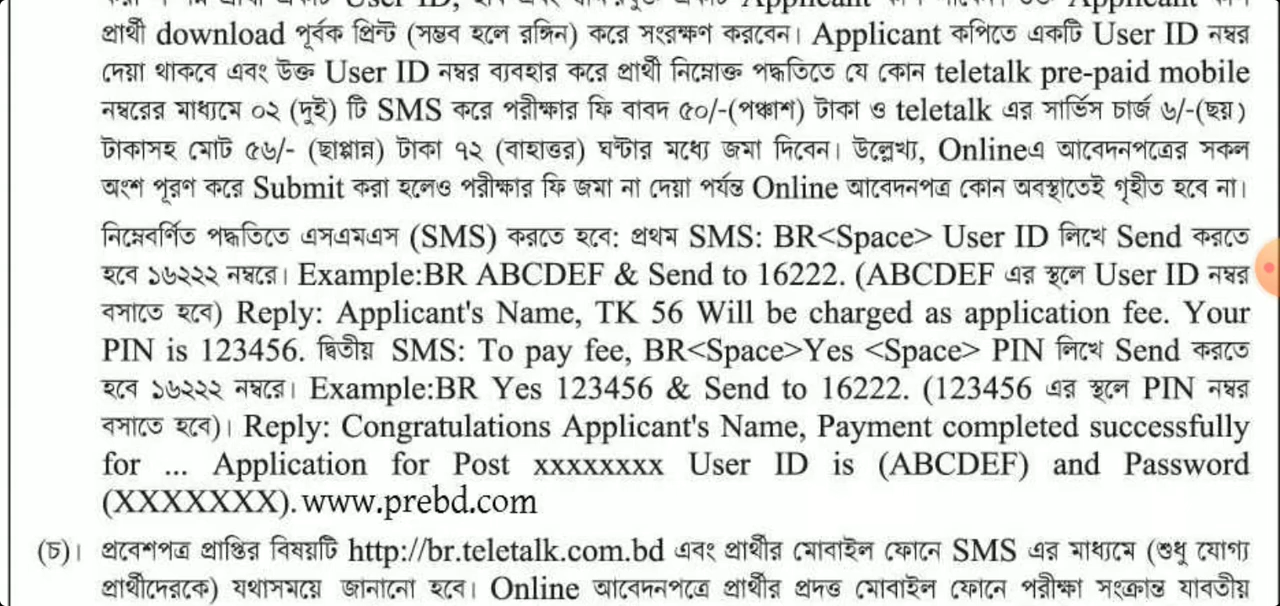 প্রার্থী download পূর্বক প্রিন্ট (সম্ভব হলে রঙ্গিন) করে সংরক্ষণ করবেন। Applicant কপিতে একটি User ID নম্বর
দেয়া থাকবে এবং উক্ত User ID নম্বর ব্যবহার করে প্রার্থী নিম্নোক্ত পদ্ধতিতে যে কোন teletalk pre-paid mobile
নম্বরের মাধ্যমে ০২ (দুই) টি SMS করে পরীক্ষার ফি বাবদ ৫০/-(পঞ্চাশ) টাকা ও teletalk এর সার্ভিস চার্জ ৬/-(ছয়)
টাকাসহ মোট ৫৬/- (ছাপ্পান্ন) টাকা ৭২ (বাহাত্তর) ঘণ্টার মধ্যে জমা দিবেন। উল্লেখ্য, Onlineএ আবেদনপত্রের সকল
অংশ পূরণ করে Submit করা হলেও পরীক্ষার ফি জমা না দেয়া পর্যন্ত Online আবেদনপত্র কোন অবস্থাতেই গৃহীত হবে না।
নিম্নেবর্ণিত পদ্ধতিতে এসএমএস (SMS) করতে হবে: প্রথম SMS: BR<Space> User ID লিখে Send করতে
হবে ১৬২২২ নম্বরে। Example:BR ABCDEF & Send to 16222. (ABCDEF এর স্থলে User ID নম্বর
বসাতে হবে) Reply: Applicant's Name, TK 56 Will be charged as application fee. Your
PIN is 123456. দ্বিতীয় SMS: To pay fee, BR<Space>Yes <Space> PIN লিখে Send করতে
হবে ১৬২২২ নম্বরে। Example:BR Yes 123456 & Send to 16222. (123456 এর স্থলে PIN নম্বর
বসাতে হবে)। Reply: Congratulations Applicant's Name, Payment completed successfully
for ... Application for Post xxxxxxxx User ID is (ABCDEF) and Password
(XXXXXXX). www.prebd.com
(চ)। প্রবেশপত্র প্রাপ্তির বিষয়টি http://br.teletalk.com.bd এবং প্রার্থীর মোবাইল ফোনে SMS এর মাধ্যমে (শুধু যোগ্য
প্রার্থীদেরকে) যথাসময়ে জানানো হবে। Online আবেদনপত্রে প্রার্থীর প্রদত্ত মোবাইল ফোনে পরীক্ষা সংক্রান্ত যাবতীয়